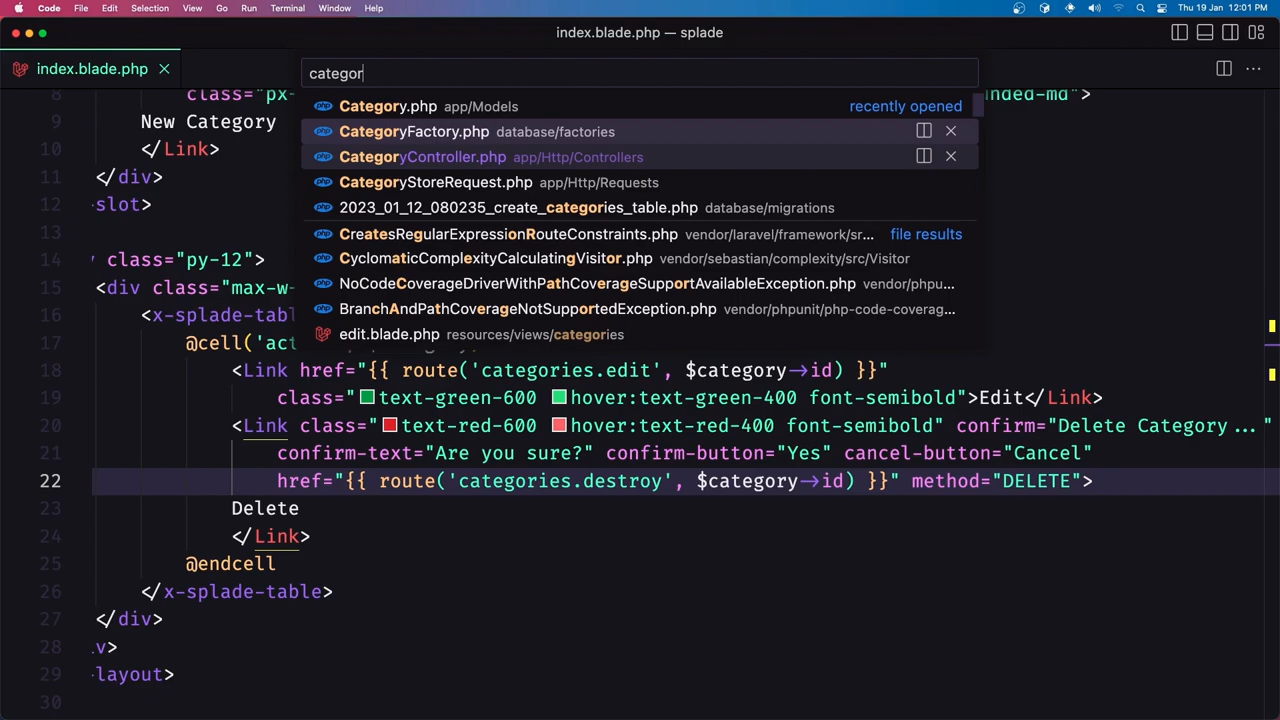 Code File Edit Selection View Go Run Terminal Window Help Thu 19 Jan 12:01 PM
index.blade.php — splade
index.blade.php
categor
Category.php app/Models recently opened
CategoryFactory.php database/factories
CategoryController.php app/Http/Controllers
CategoryStoreRequest.php app/Http/Requests
2023_01_12_080235_create_categories_table.php database/migrations
CreatesRegularExpressionRouteConstraints.php vendor/laravel/framework/sr... file results
CyclomaticComplexityCalculatingVisitor.php vendor/sebastian/complexity/src/Visitor
NoCodeCoverageDriverWithPathCoverageSupportAvailableException.php vendor/phpu...
BranchAndPathCoverageNotSupportedException.php vendor/phpunit/php-code-coverag...
edit.blade.php resources/views/categories
8 class="px- nded-md">
9 New Category
10 </Link>
11 </div>
12 slot>
13
14 class="py-12">
15 <div class="max-w-
16 <x-splade-tabl
17 @cell('act
18 <Link href="{{ route('categories.edit', $category->id) }}"
19 class="text-green-600 hover:text-green-400 font-semibold">Edit</Link>
20 <Link class="text-red-600 hover:text-red-400 font-semibold" confirm="Delete Category..."
21 confirm-text="Are you sure?" confirm-button="Yes" cancel-button="Cancel"
22 href="{{ route('categories.destroy', $category->id) }}" method="DELETE">
23 Delete
24 </Link>
25 @endcell
26 </x-splade-table>
27 </div>
28 v>
29 layout>
30